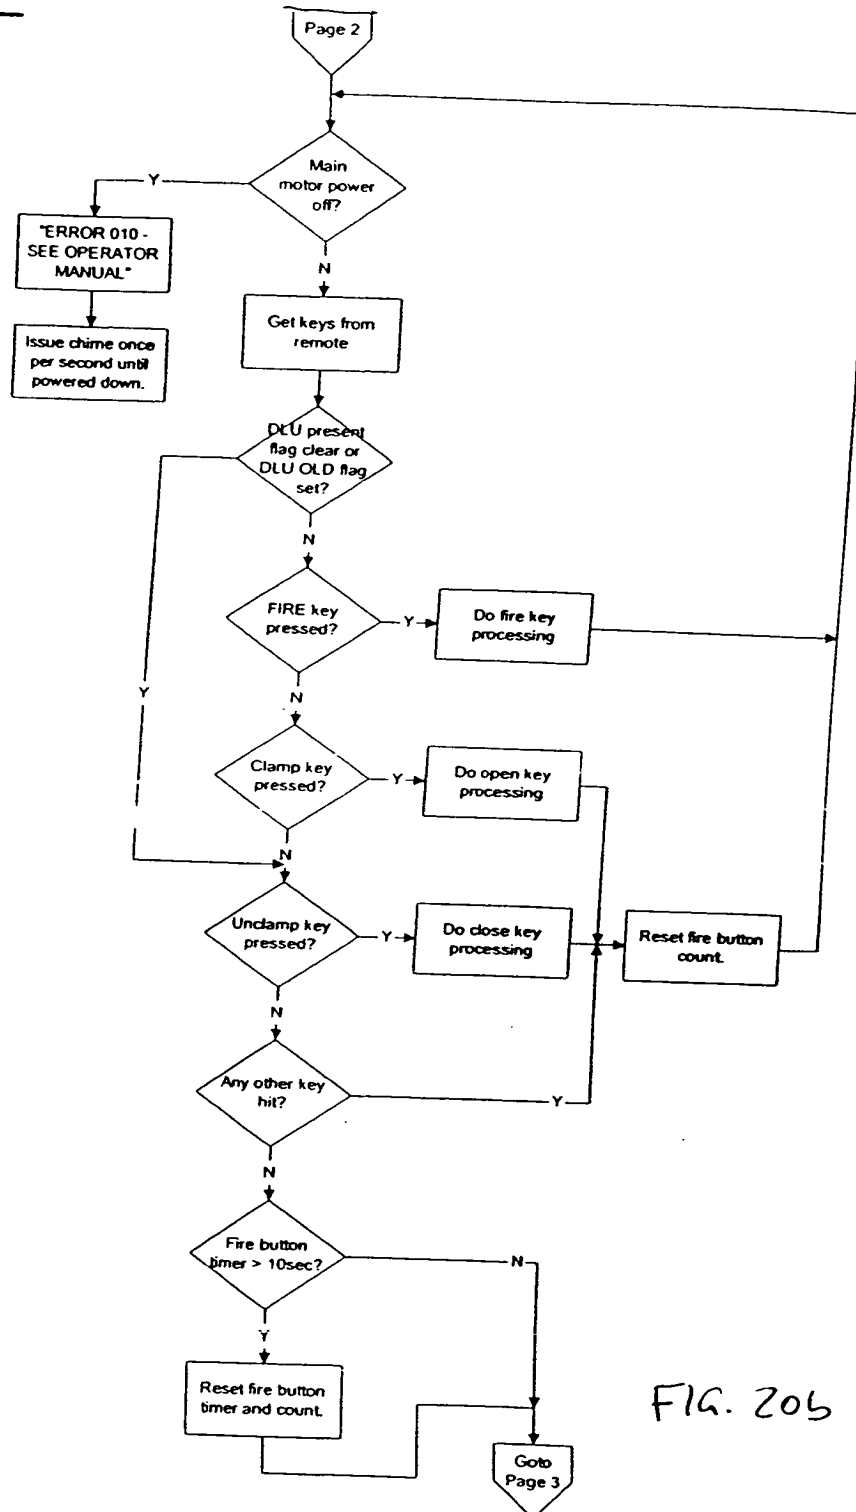 Page 2
Main
motor power
off?
Y
"ERROR 010 -
SEE OPERATOR
MANUAL"
N
Issue chime once
per second until
powered down.
Get keys from
remote
DLU present
flag clear or
DLU OLD flag
set?
N
FIRE key
pressed?
Y
Do fire key
processing
Y
N
Clamp key
pressed?
Y
Do open key
processing
N
Unclamp key
pressed?
Y
Do close key
processing
Reset fire button
count.
N
Any other key
hit?
Y
N
Fire button
timer > 10sec?
N
Y
Reset fire button
timer and count.
Goto
Page 3
FIG. 20b